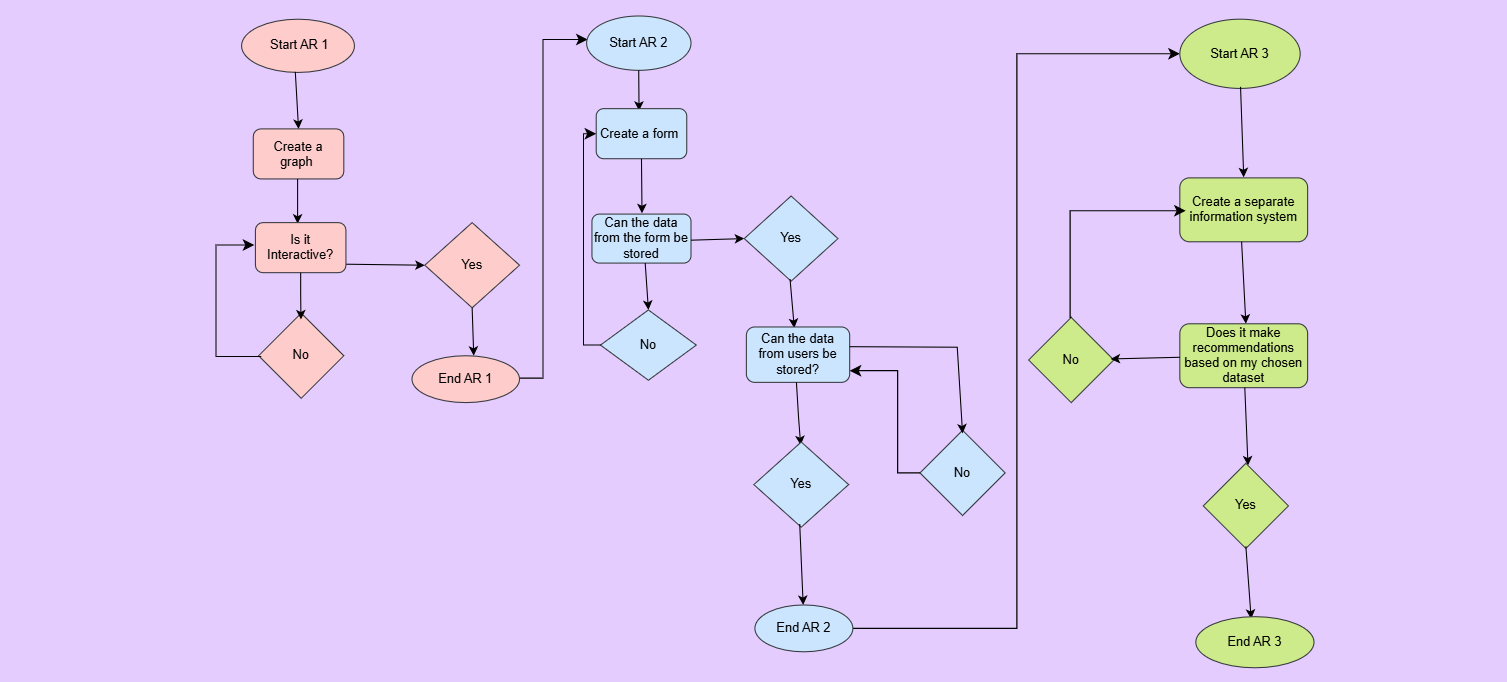 Start AR 1
Create a
graph
Is it
Interactive?
Yes
No
End AR 1
Start AR 2
Create a form
Can the data
from the form be
stored
Yes
No
Can the data
from users be
stored?
Yes
No
End AR 2
Start AR 3
Create a separate
information system
Does it make
recommendations
based on my chosen
dataset
No
Yes
End AR 3